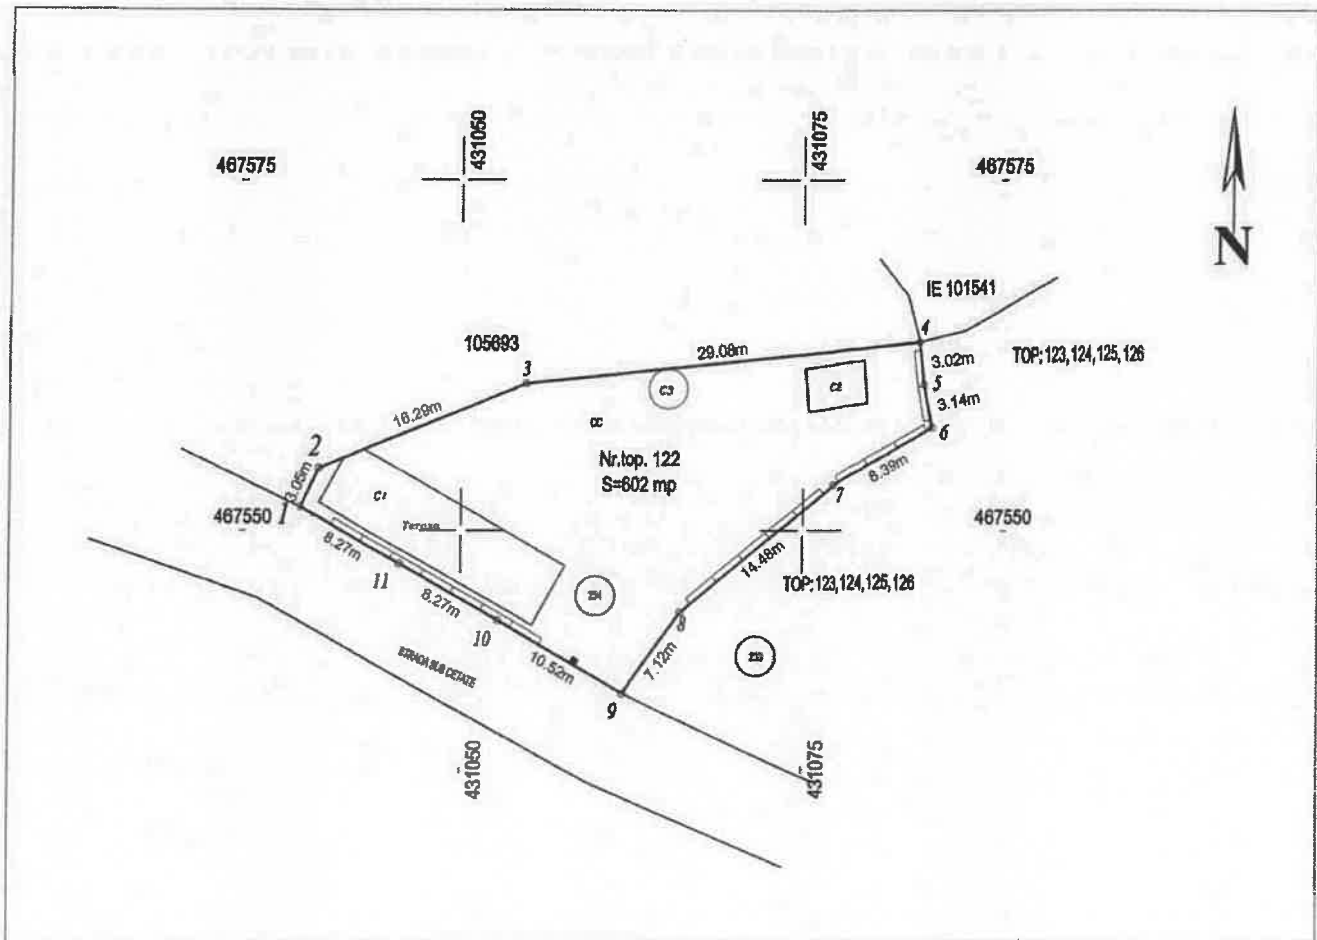 431050
431075
467575
467575
N
IE 101541
4
105693
29.08m
3.02m
TOP:123,124,125,126
3
C3
C2
5
3.14m
16.29m
cc
6
2
Nr.top. 122
S=602 mp
8.39m
3.05m
C1
7
1
467550
Terasa
467550
8.27m
14.48m
11
TOP:123,124,125,126
8.27m
8
10
STRADA SUB CETATE
10.52m
7.12m
9
431050
431075